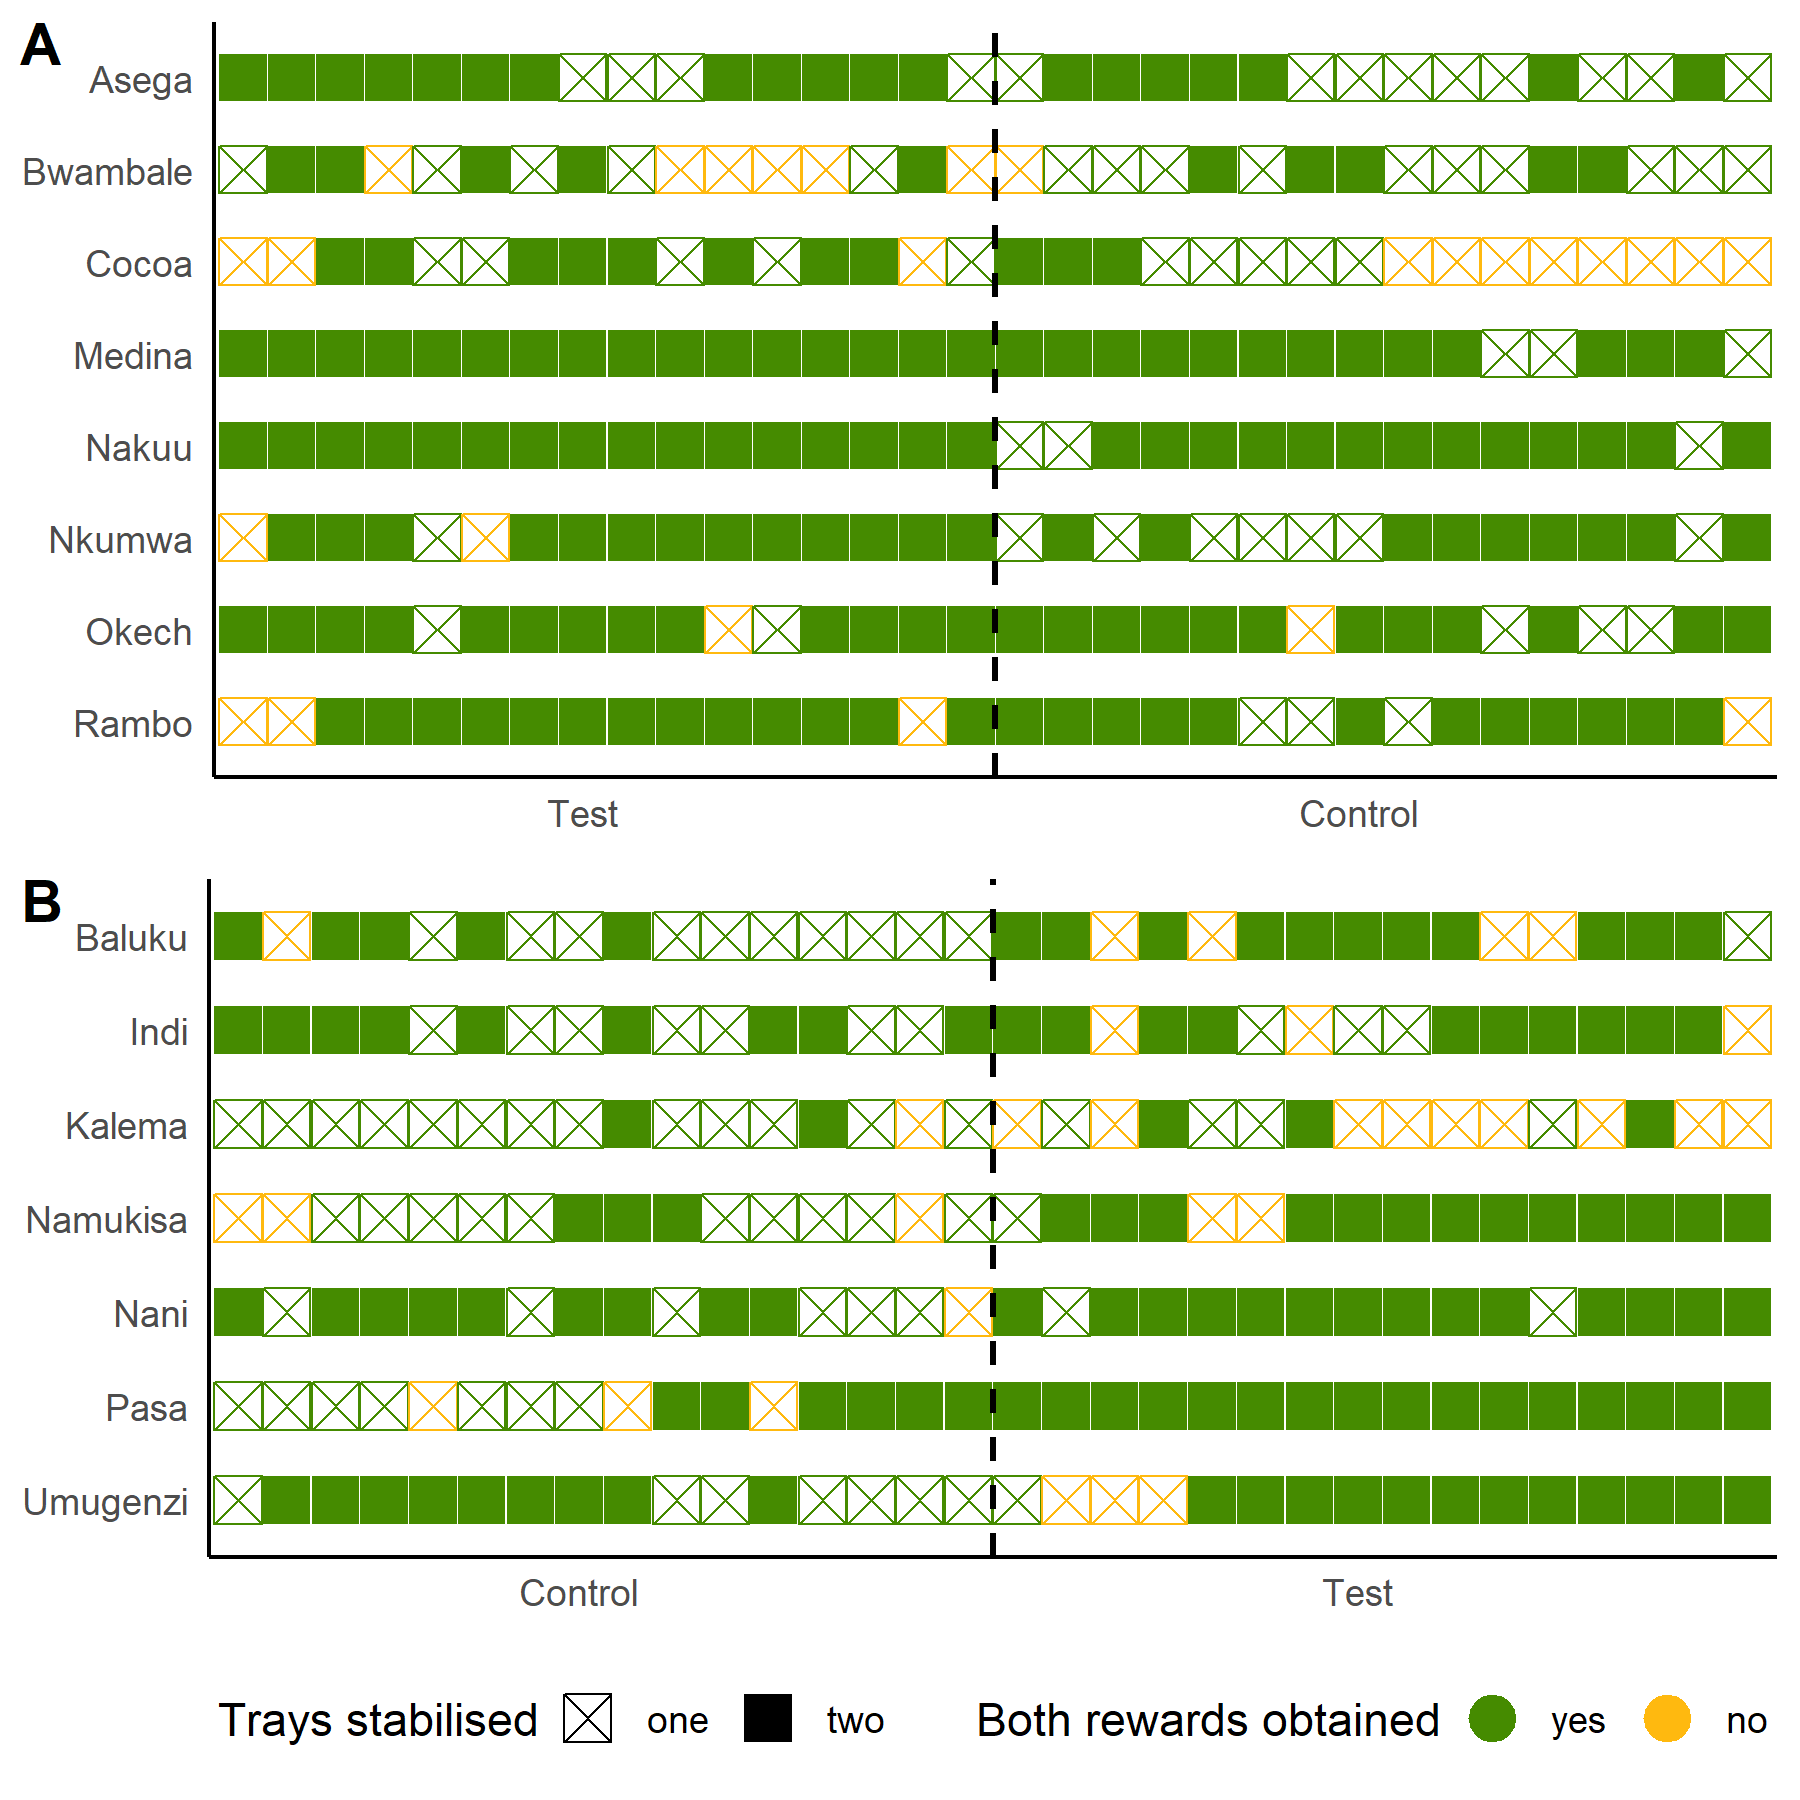 A
Asega
Bwambale
Cocoa
Medina
Nakuu
Nkumwa
Okech
Rambo
Test Control
B
Baluku
Indi
Kalema
Namukisa
Nani
Pasa
Umugenzi
Control Test
Trays stabilised one two Both rewards obtained yes no